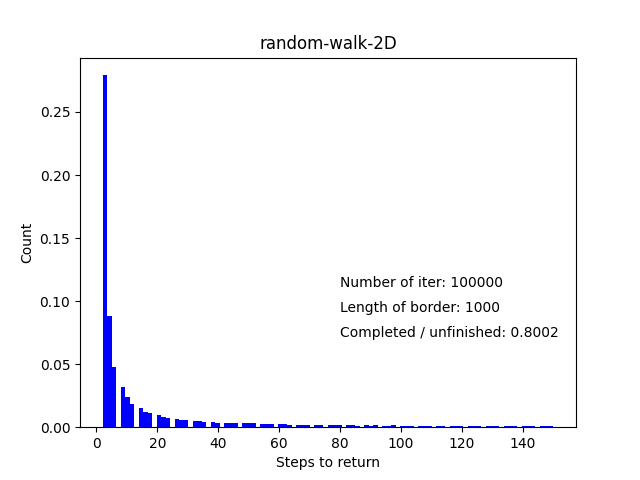 random-walk-2D
0.25
0.20
0.15
0.10
0.05
0.00
Count
Number of iter: 100000
Length of border: 1000
Completed / unfinished: 0.8002
0 20 40 60 80 100 120 140
Steps to return